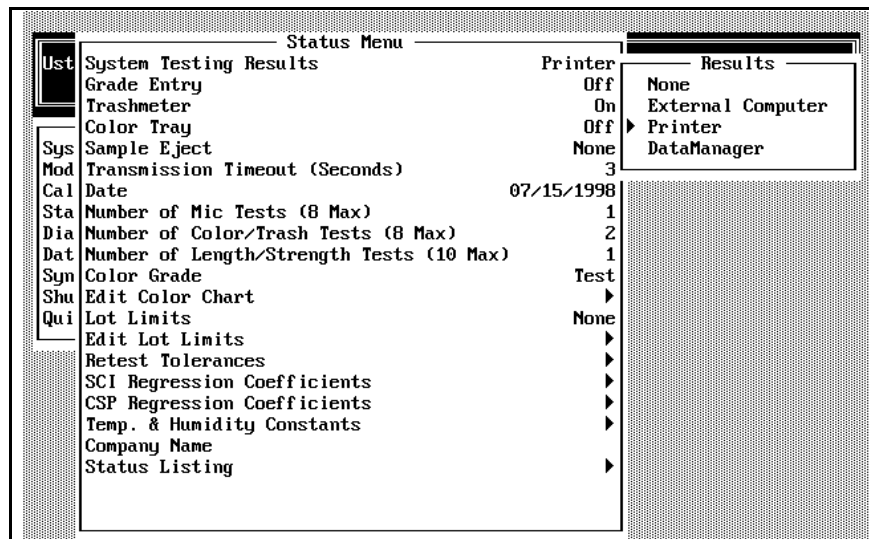 Status Menu
Ust System Testing Results Printer
Grade Entry Off
Trashmeter On
Color Tray Off
Sys Sample Eject None
Mod Transmission Timeout (Seconds) 3
Cal Date 07/15/1998
Sta Number of Mic Tests (8 Max) 1
Dia Number of Color/Trash Tests (8 Max) 2
Dat Number of Length/Strength Tests (10 Max) 1
Syn Color Grade Test
Shu Edit Color Chart
Qui Lot Limits None
Edit Lot Limits
Retest Tolerances
SCI Regression Coefficients
CSP Regression Coefficients
Temp. & Humidity Constants
Company Name
Status Listing
Results
None
External Computer
Printer
DataManager